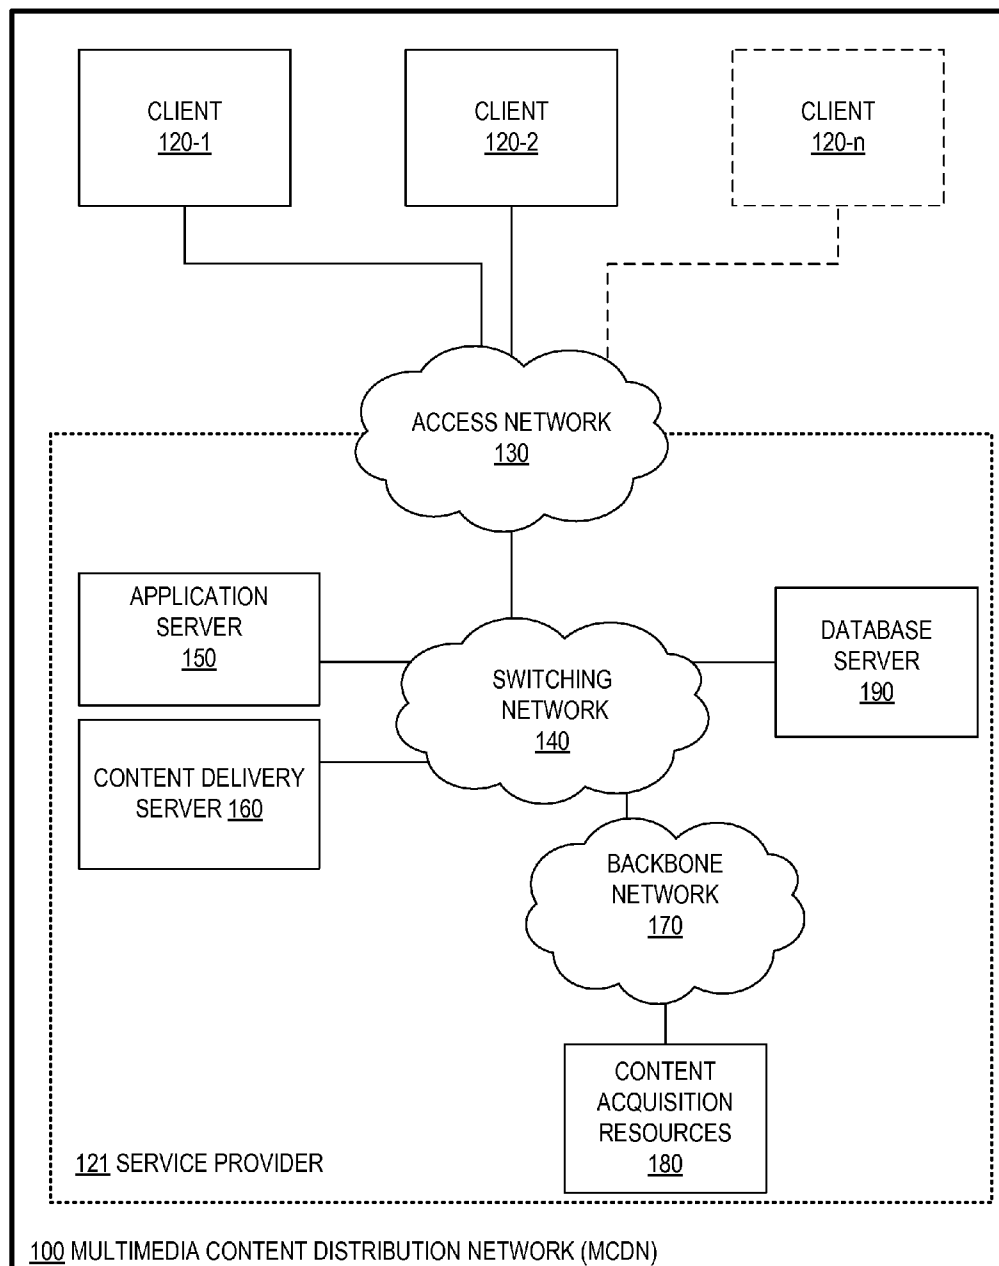 CLIENT
120-1
CLIENT
120-2
CLIENT
120-n
ACCESS NETWORK
130
APPLICATION
SERVER
150
SWITCHING
NETWORK
140
DATABASE
SERVER
190
CONTENT DELIVERY
SERVER 160
BACKBONE
NETWORK
170
CONTENT
ACQUISITION
RESOURCES
180
121 SERVICE PROVIDER
100 MULTIMEDIA CONTENT DISTRIBUTION NETWORK (MCDN)